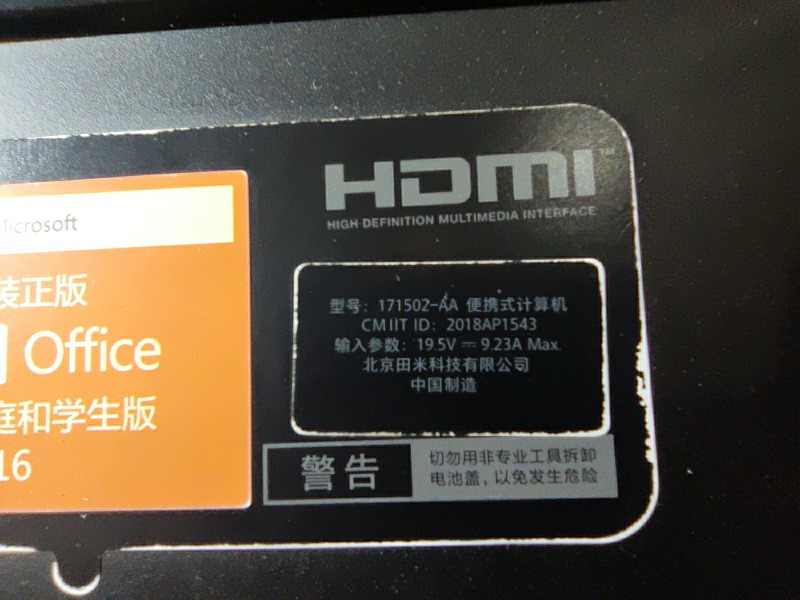 HDMI™
HIGH-DEFINITION MULTIMEDIA INTERFACE
Microsoft
装正版
Office
庭和学生版
16
型号: 171502-AA 便携式计算机
CMIIT ID: 2018AP1543
输入参数: 19.5V ⎓ 9.23A Max.
北京田米科技有限公司
中国制造
警告
切勿用非专业工具拆卸
电池盖，以免发生危险